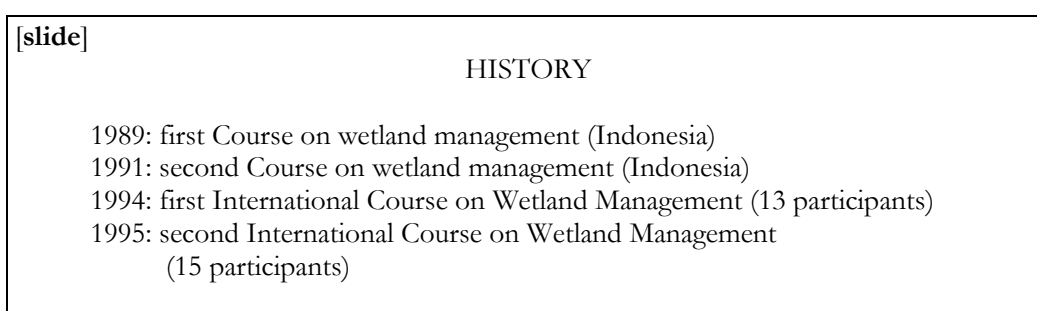 [slide]
HISTORY
1989: first Course on wetland management (Indonesia)
1991: second Course on wetland management (Indonesia)
1994: first International Course on Wetland Management (13 participants)
1995: second International Course on Wetland Management
(15 participants)